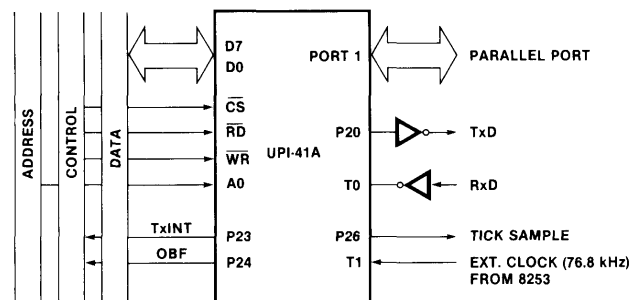 ADDRESS
CONTROL
DATA
D7
D0
CS
RD
WR
A0
TxINT
P23
OBF
P24
UPI-41A
PORT 1
PARALLEL PORT
P20
TxD
T0
RxD
P26
TICK SAMPLE
T1
EXT. CLOCK (76.8 kHz)
FROM 8253